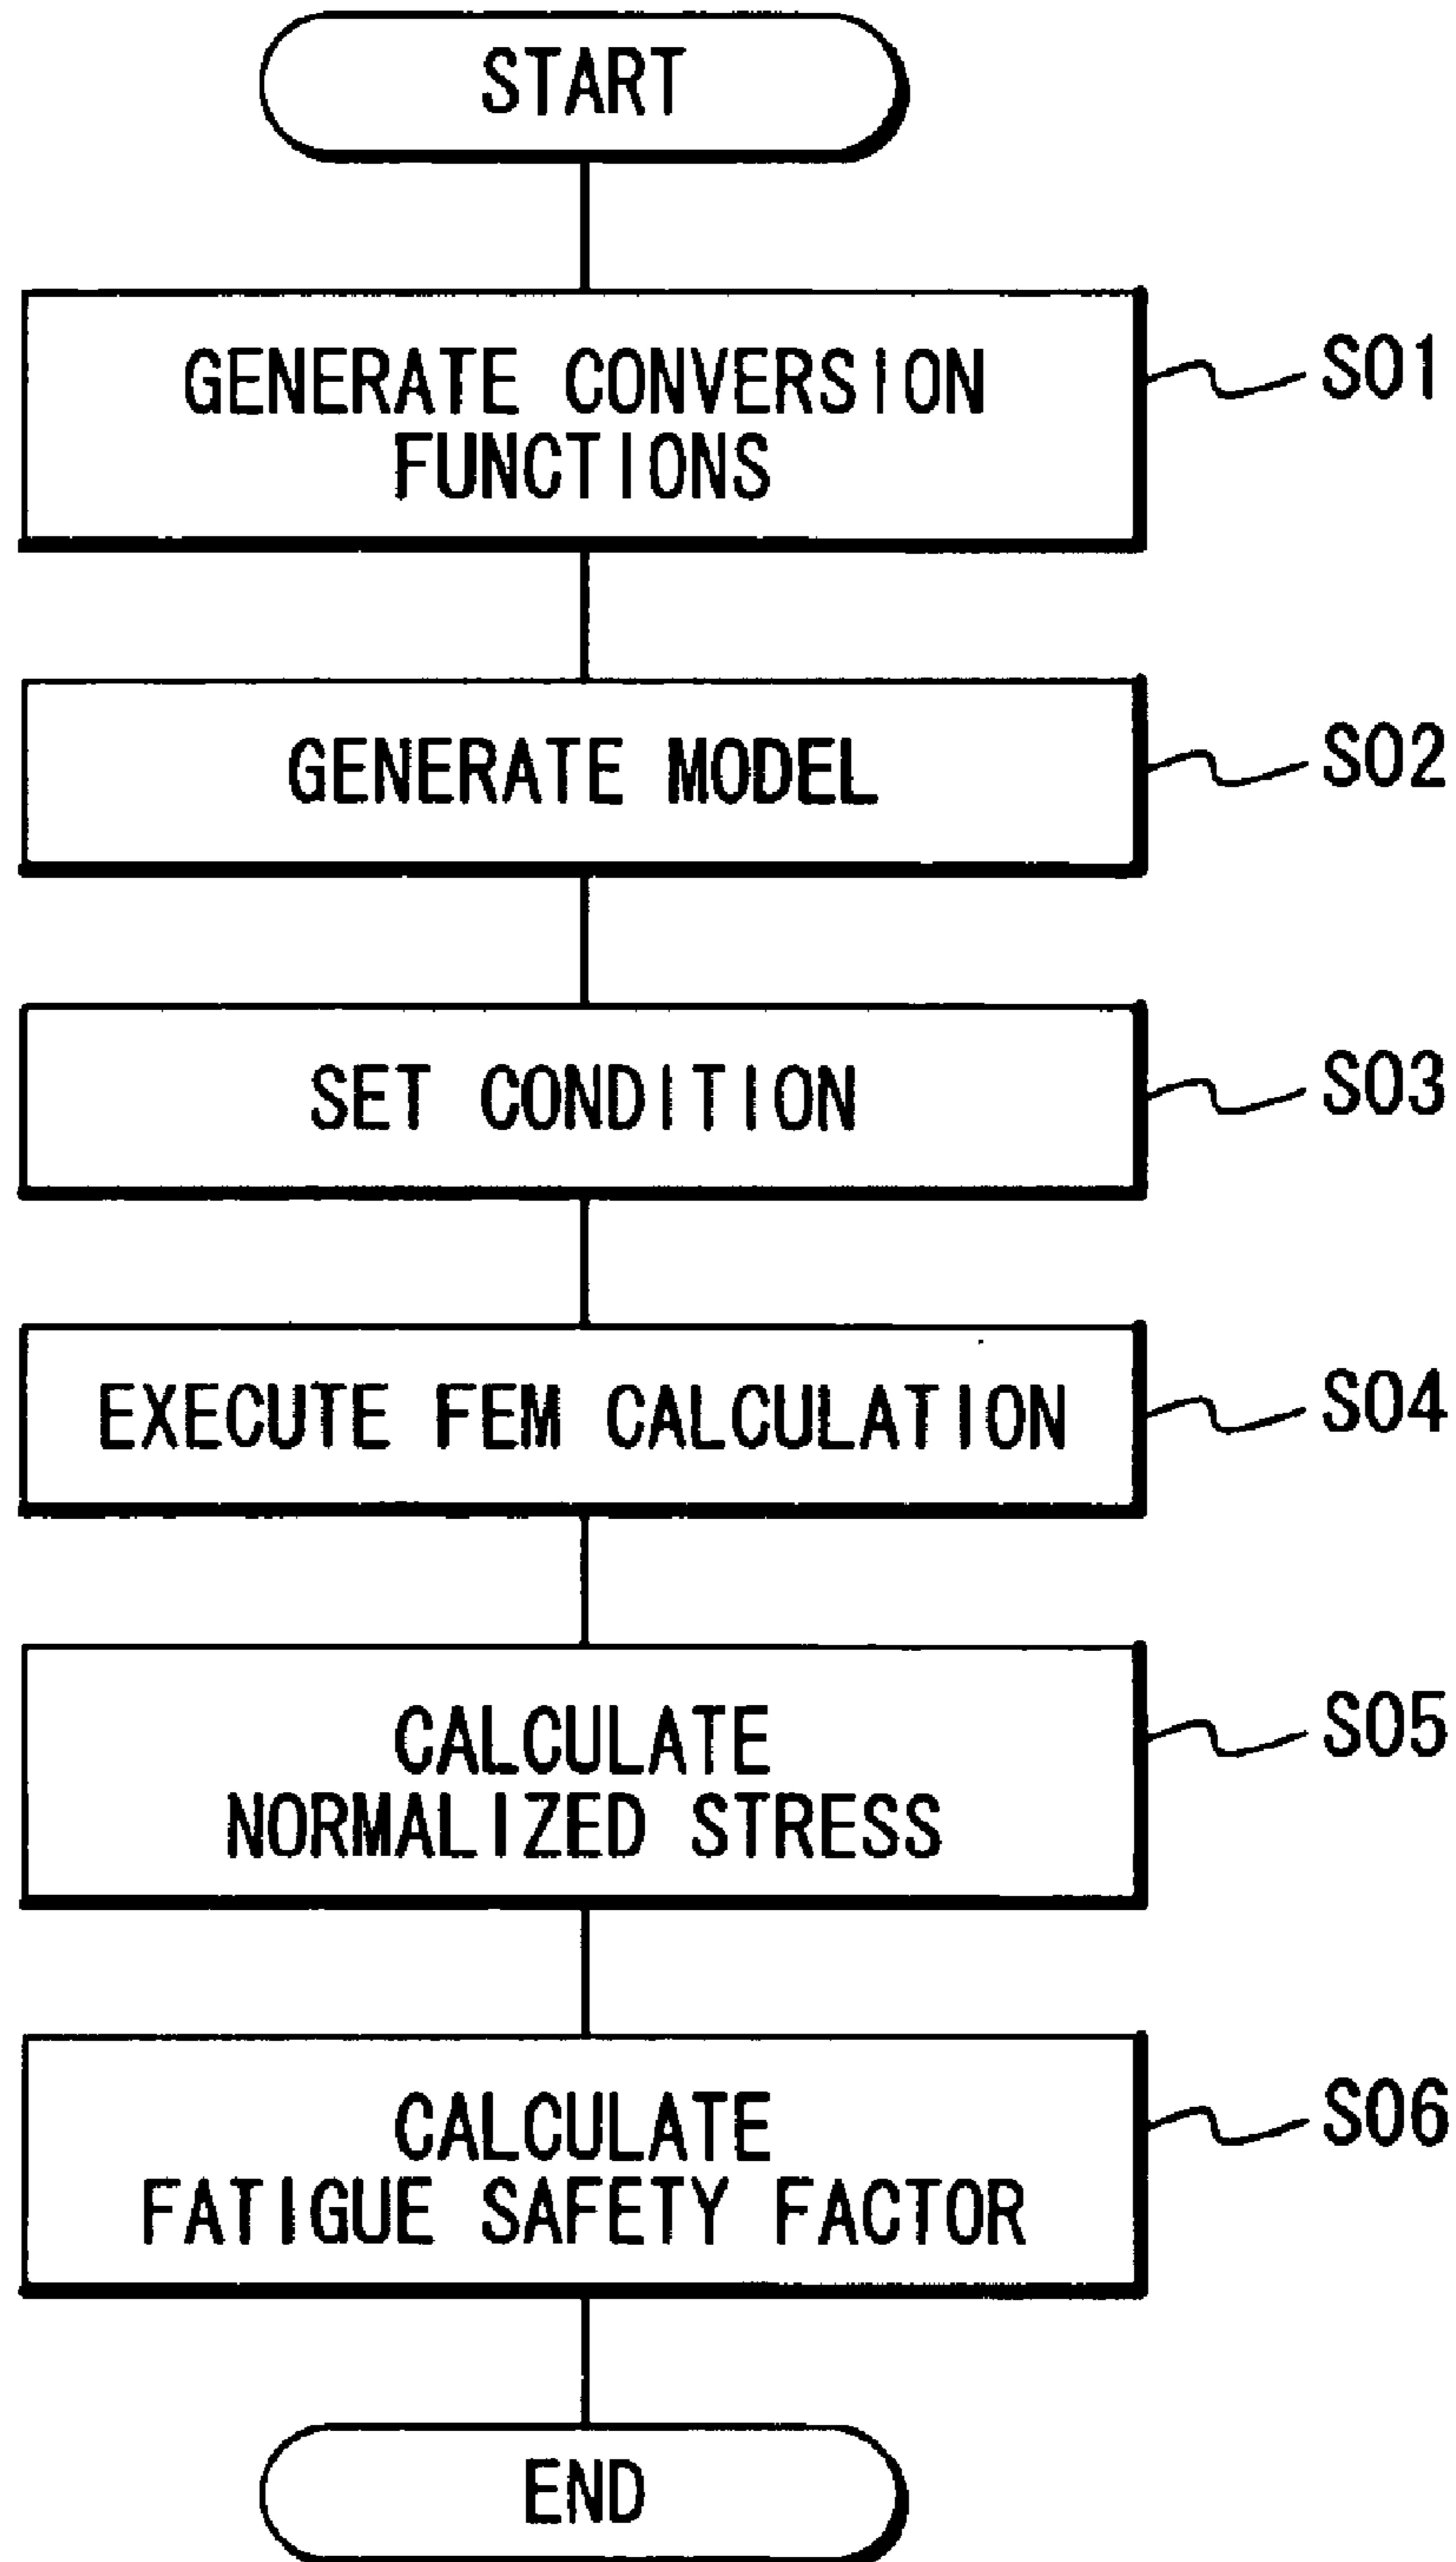 START
GENERATE CONVERSION
FUNCTIONS
S01
GENERATE MODEL
S02
SET CONDITION
S03
EXECUTE FEM CALCULATION
S04
CALCULATE
NORMALIZED STRESS
S05
CALCULATE
FATIGUE SAFETY FACTOR
S06
END